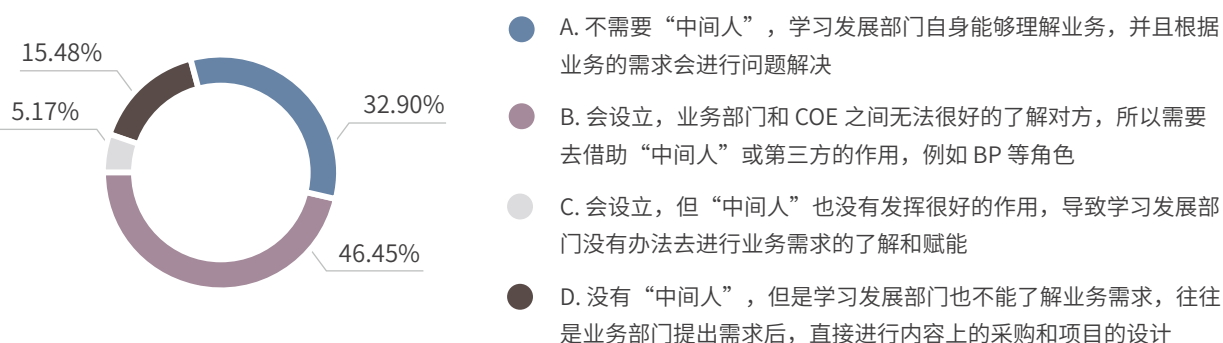 15.48%
5.17%
32.90%
46.45%
A. 不需要“中间人”，学习发展部门自身能够理解业务，并且根据
业务的需求会进行问题解决
B. 会设立，业务部门和 COE 之间无法很好的了解对方，所以需要
去借助“中间人”或第三方的作用，例如 BP 等角色
C. 会设立，但“中间人”也没有发挥很好的作用，导致学习发展部
门没有办法去进行业务需求的了解和赋能
D. 没有“中间人”，但是学习发展部门也不能了解业务需求，往往
是业务部门提出需求后，直接进行内容上的采购和项目的设计